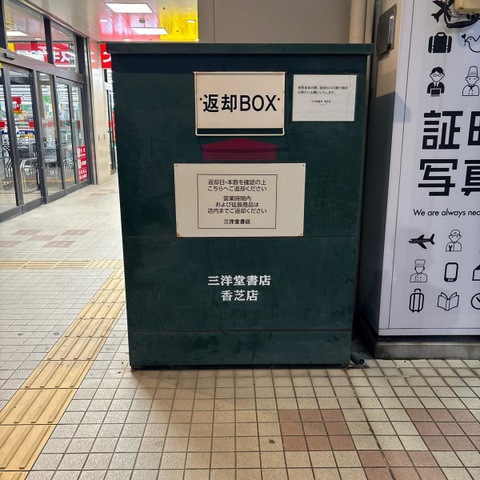 返却BOX
返却日・本数を確認の上
こちらへご返却ください
営業時間内
および延長商品は
店内までご返却ください
三洋堂書店
三洋堂書店
香芝店
証明
写真
We are always nea